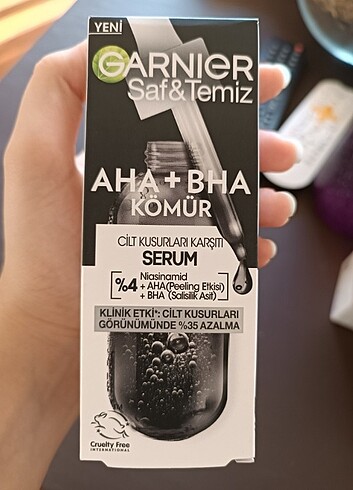 YENİ
GARNIER
Saf&Temiz
AHA + BHA
KÖMÜR
CİLT KUSURLARI KARŞITI
SERUM
%4 Niasinamid
+ AHA(Peeling Etkisi)
+ BHA (Salisilik Asit)
KLİNİK ETKİ*: CİLT KUSURLARI
GÖRÜNÜMÜNDE %35 AZALMA
Cruelty Free
INTERNATIONAL